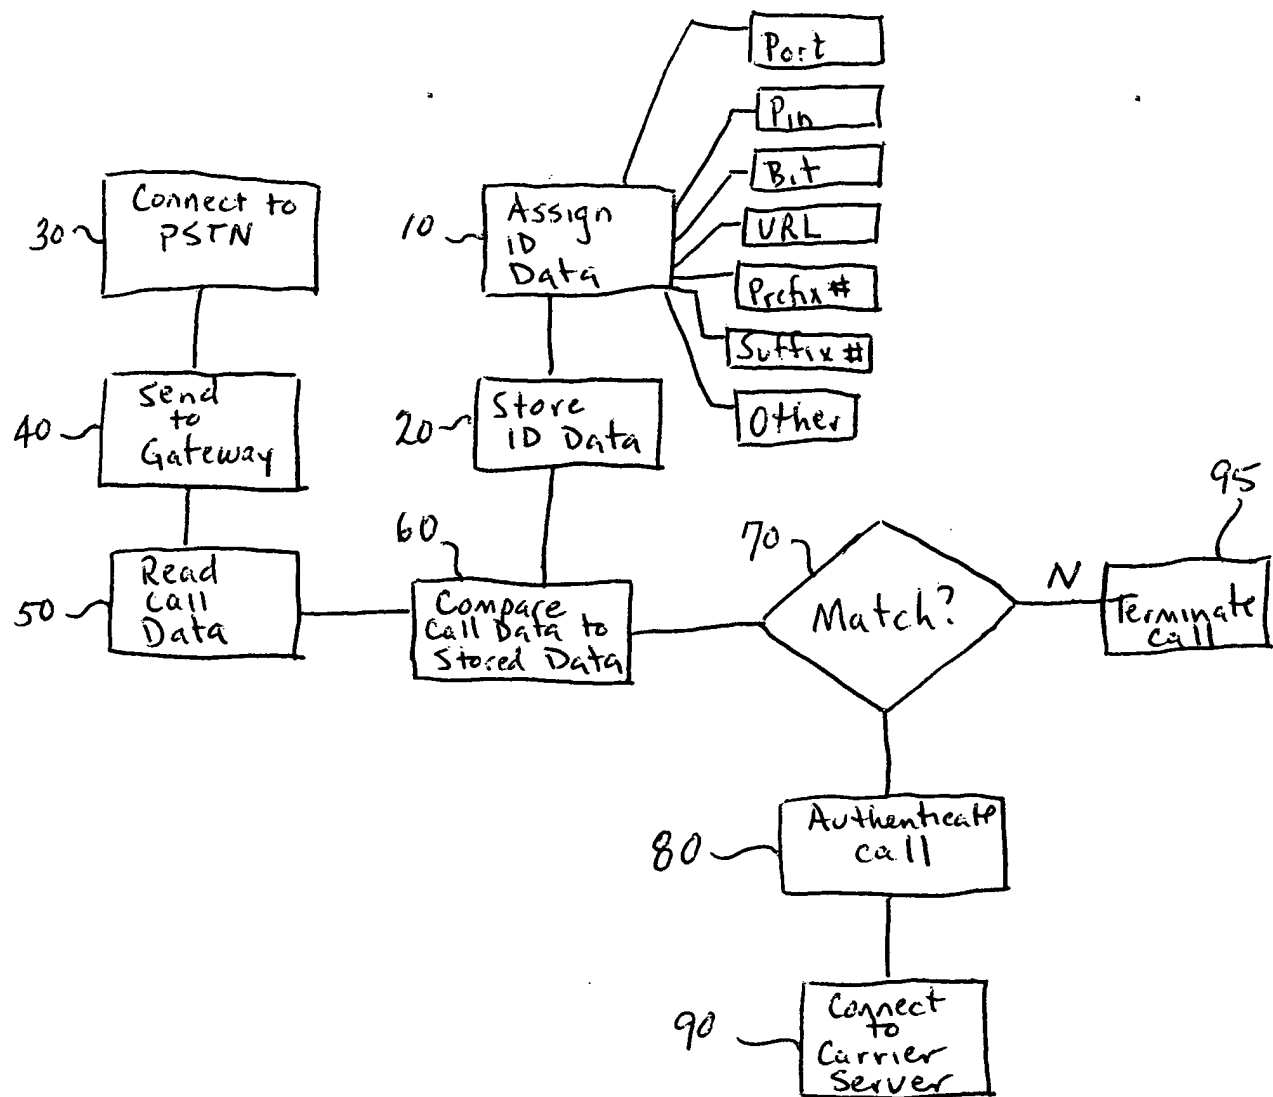 Port
Pin
Bit
URL
Prefix #
Suffix #
Other
30
Connect to
PSTN
10
Assign
ID
Data
40
Send
to
Gateway
20
Store
ID Data
50
Read
Call
Data
60
Compare
Call Data to
Stored Data
70
Match?
N
95
Terminate
call
80
Authenticate
call
90
Connect
to
Carrier
Server